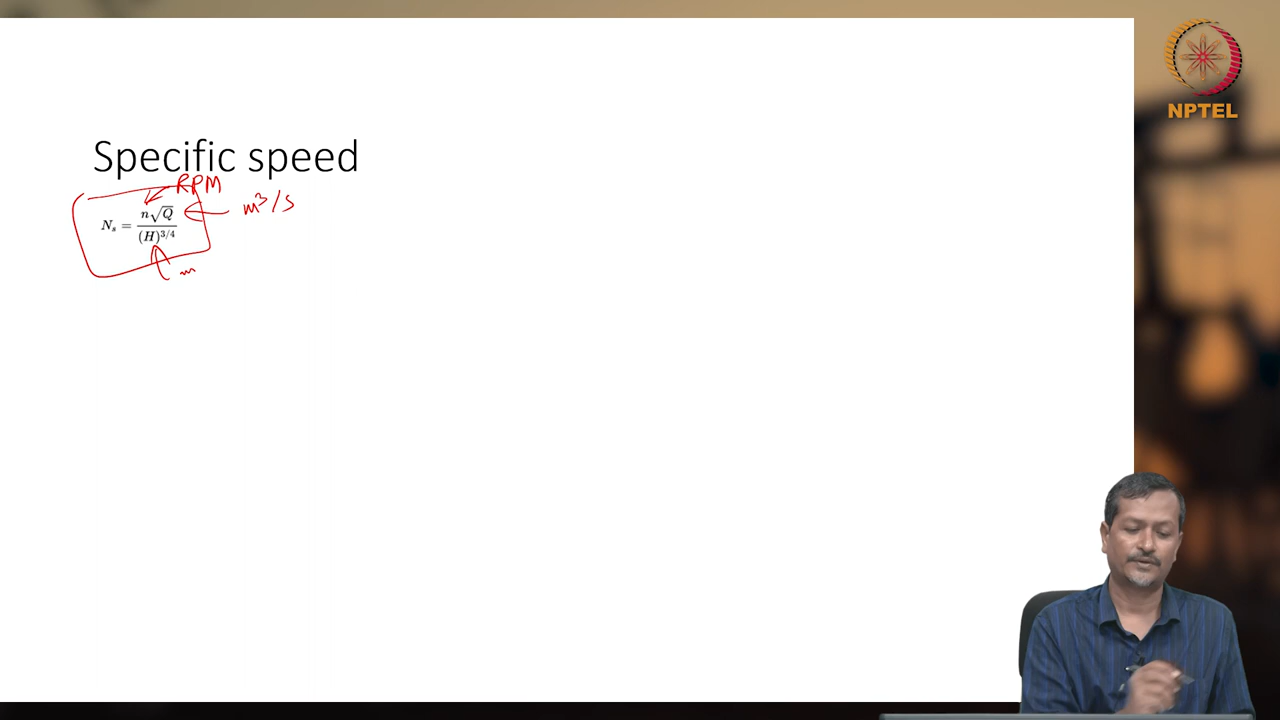 Specific speed
RPM
N_s = n√Q / (H)^{3/4}
m³/s
m
NPTEL